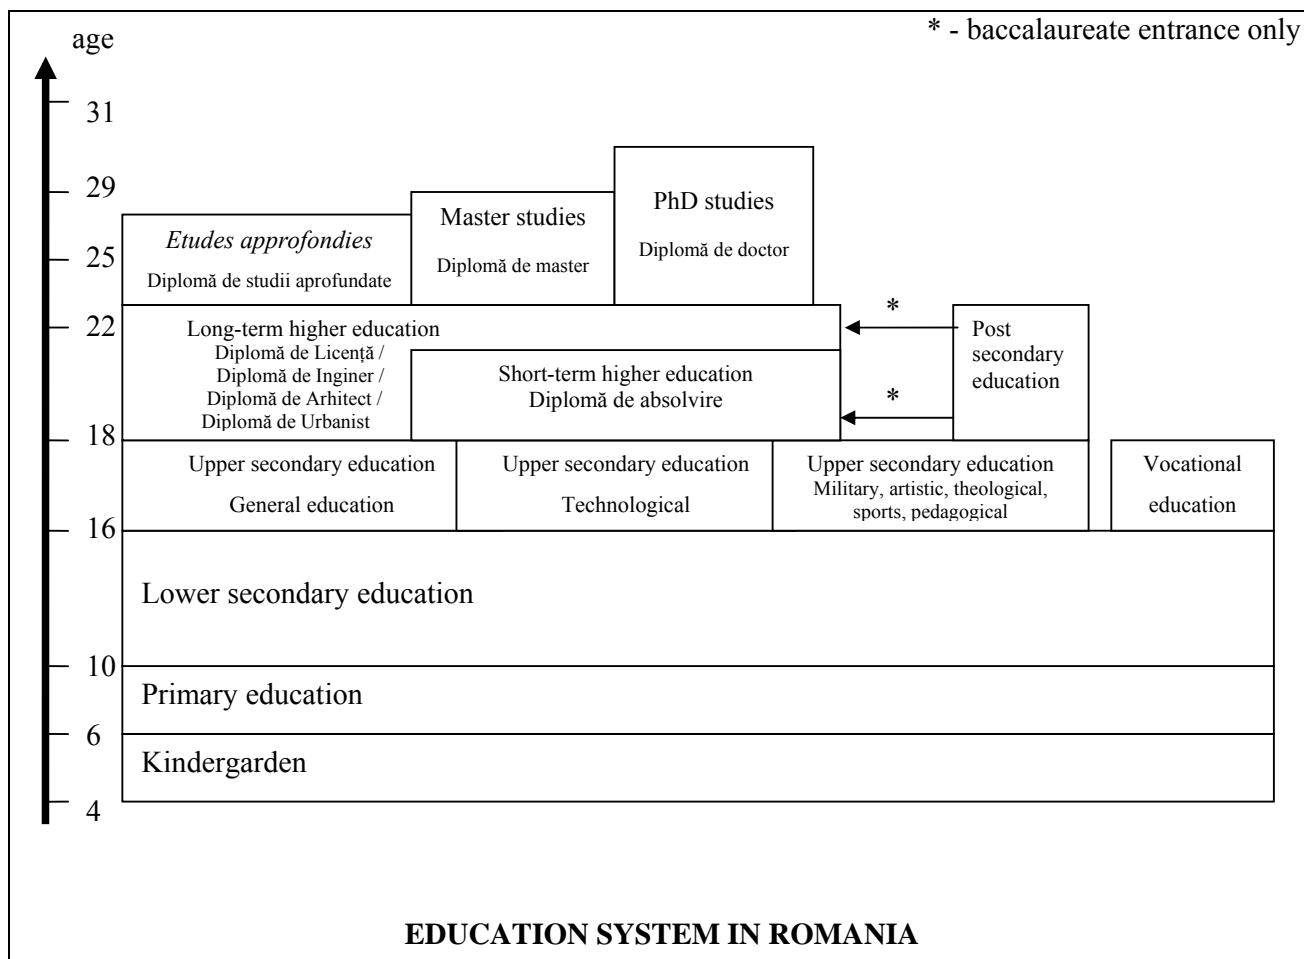 age
* - baccalaureate entrance only
31
29
25
22
18
16
10
6
4
PhD studies
Diplomă de doctor
Master studies
Diplomă de master
Etudes approfondies
Diplomă de studii aprofundate
Long-term higher education
Diplomă de Licenţă /
Diplomă de Inginer /
Diplomă de Arhitect /
Diplomă de Urbanist
Short-term higher education
Diplomă de absolvire
*
*
Post
secondary
education
Upper secondary education
General education
Upper secondary education
Technological
Upper secondary education
Military, artistic, theological,
sports, pedagogical
Vocational
education
Lower secondary education
Primary education
Kindergarden
EDUCATION SYSTEM IN ROMANIA